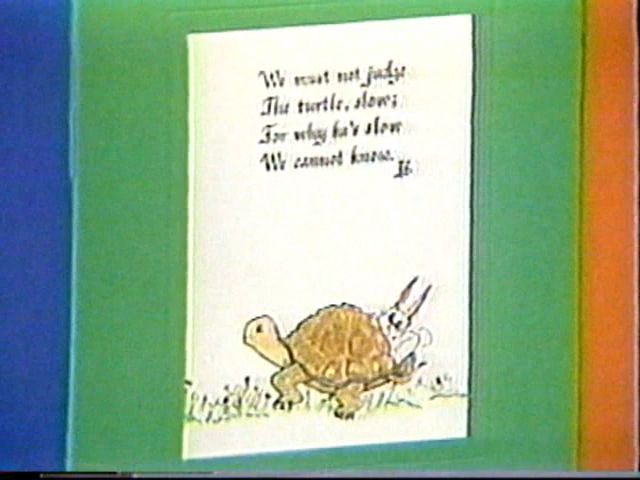 We must not judge
The turtle, slow;
For why he's slow
We cannot know.